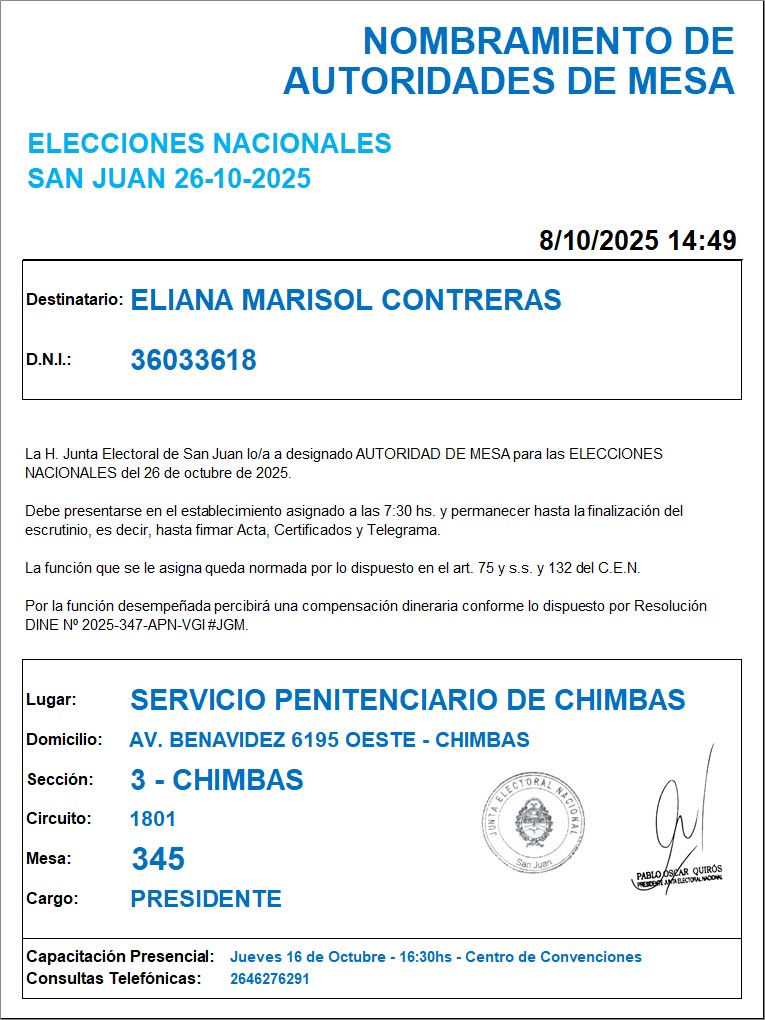 NOMBRAMIENTO DE
AUTORIDADES DE MESA
ELECCIONES NACIONALES
SAN JUAN 26-10-2025
8/10/2025 14:49
Destinatario: ELIANA MARISOL CONTRERAS
D.N.I.: 36033618
La H. Junta Electoral de San Juan lo/a a designado AUTORIDAD DE MESA para las ELECCIONES
NACIONALES del 26 de octubre de 2025.
Debe presentarse en el establecimiento asignado a las 7:30 hs. y permanecer hasta la finalización del
escrutinio, es decir, hasta firmar Acta, Certificados y Telegrama.
La función que se le asigna queda normada por lo dispuesto en el art. 75 y s.s. y 132 del C.E.N.
Por la función desempeñada percibirá una compensación dineraria conforme lo dispuesto por Resolución
DINE Nº 2025-347-APN-VGI#JGM.
Lugar: SERVICIO PENITENCIARIO DE CHIMBAS
Domicilio: AV. BENAVIDEZ 6195 OESTE - CHIMBAS
Sección: 3 - CHIMBAS
Circuito: 1801
Mesa: 345
Cargo: PRESIDENTE
JUNTA ELECTORAL NACIONAL
San Juan
PABLO OSCAR QUIRÓS
PRESIDENTE JUNTA ELECTORAL NACIONAL
Capacitación Presencial: Jueves 16 de Octubre - 16:30hs - Centro de Convenciones
Consultas Telefónicas: 2646276291